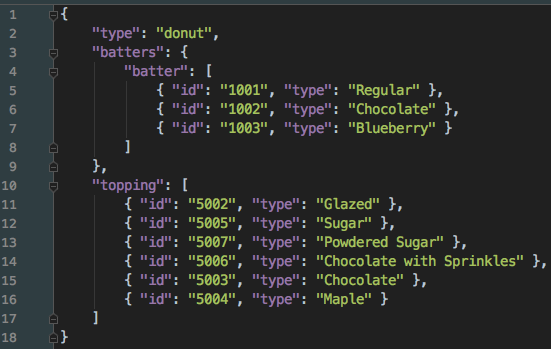 1 {
2     "type": "donut",
3     "batters": {
4         "batter": [
5             { "id": "1001", "type": "Regular" },
6             { "id": "1002", "type": "Chocolate" },
7             { "id": "1003", "type": "Blueberry" }
8         ]
9     },
10     "topping": [
11         { "id": "5002", "type": "Glazed" },
12         { "id": "5005", "type": "Sugar" },
13         { "id": "5007", "type": "Powdered Sugar" },
14         { "id": "5006", "type": "Chocolate with Sprinkles" },
15         { "id": "5003", "type": "Chocolate" },
16         { "id": "5004", "type": "Maple" }
17     ]
18 }